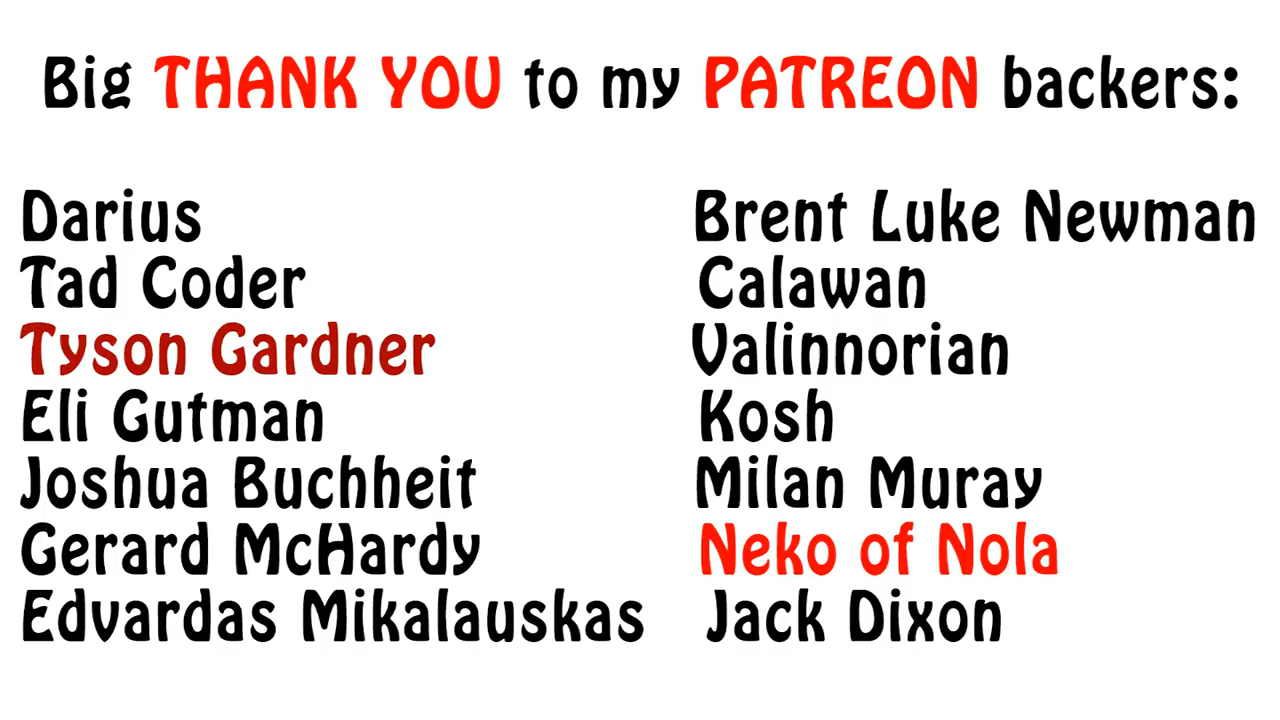 Big THANK YOU to my PATREON backers:
Darius
Tad Coder
Tyson Gardner
Eli Gutman
Joshua Buchheit
Gerard McHardy
Edvardas Mikalauskas
Brent Luke Newman
Calawan
Valinnorian
Kosh
Milan Muray
Neko of Nola
Jack Dixon